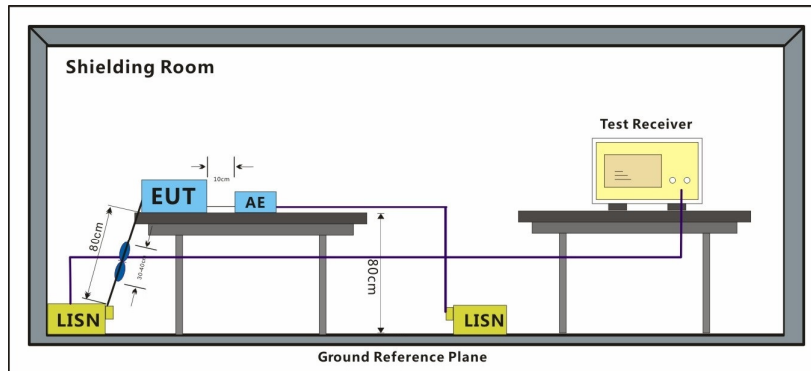 Shielding Room
Test Receiver
10cm
EUT
AE
80cm
30-40cm
80cm
LISN
LISN
Ground Reference Plane